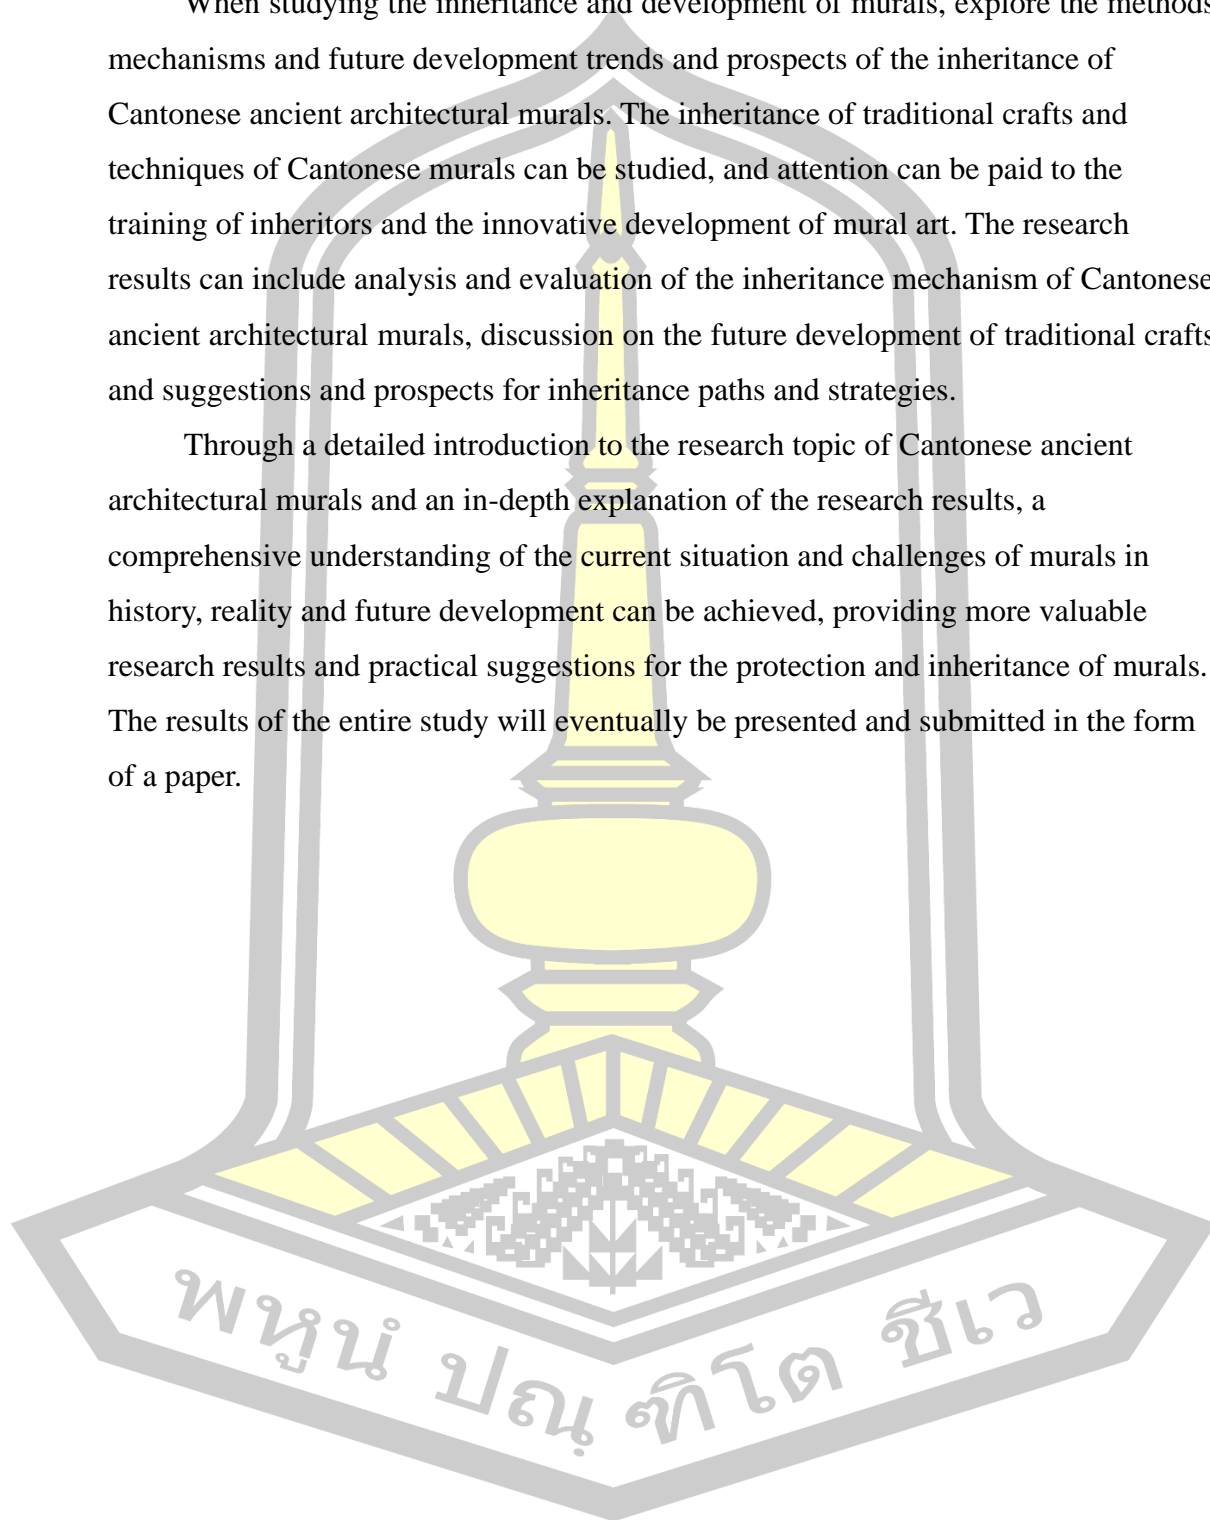 When studying the inheritance and development of murals, explore the methods
mechanisms and future development trends and prospects of the inheritance of
Cantonese ancient architectural murals. The inheritance of traditional crafts and
techniques of Cantonese murals can be studied, and attention can be paid to the
training of inheritors and the innovative development of mural art. The research
results can include analysis and evaluation of the inheritance mechanism of Cantonese
ancient architectural murals, discussion on the future development of traditional crafts
and suggestions and prospects for inheritance paths and strategies.
Through a detailed introduction to the research topic of Cantonese ancient
architectural murals and an in-depth explanation of the research results, a
comprehensive understanding of the current situation and challenges of murals in
history, reality and future development can be achieved, providing more valuable
research results and practical suggestions for the protection and inheritance of murals.
The results of the entire study will eventually be presented and submitted in the form
of a paper.
พหูนํ ปณฺฑิโต ชีเว